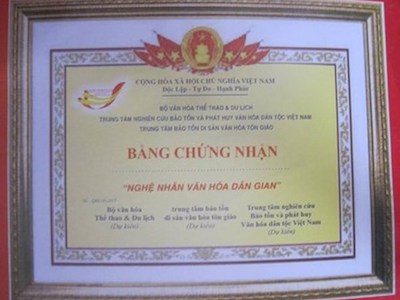 CỘNG HÒA XÃ HỘI CHỦ NGHĨA VIỆT NAM
Độc Lập - Tự Do - Hạnh Phúc
BỘ VĂN HÓA THỂ THAO & DU LỊCH
TRUNG TÂM NGHIÊN CỨU BẢO TỒN VÀ PHÁT HUY VĂN HÓA DÂN TỘC VIỆT NAM
TRUNG TÂM BẢO TỒN DI SẢN VĂN HÓA TÔN GIÁO
BẰNG CHỨNG NHẬN
"NGHỆ NHÂN VĂN HÓA DÂN GIAN"
Bộ văn hóa
Thể thao & Du lịch
(Dự kiến)
trung tâm bảo tồn
di sản văn hóa tôn giáo
(Dự kiến)
Trung tâm nghiên cứu
Bảo tồn và phát huy
Văn hóa dân tộc Việt Nam
(Dự kiến)